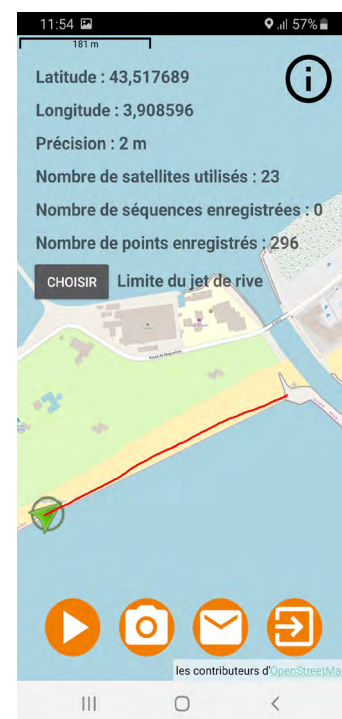 11:54 57%
181 m
Latitude : 43,517689
Longitude : 3,908596
Précision : 2 m
Nombre de satellites utilisés : 23
Nombre de séquences enregistrées : 0
Nombre de points enregistrés : 296
CHOISIR Limite du jet de rive
les contributeurs d'OpenStreetMa